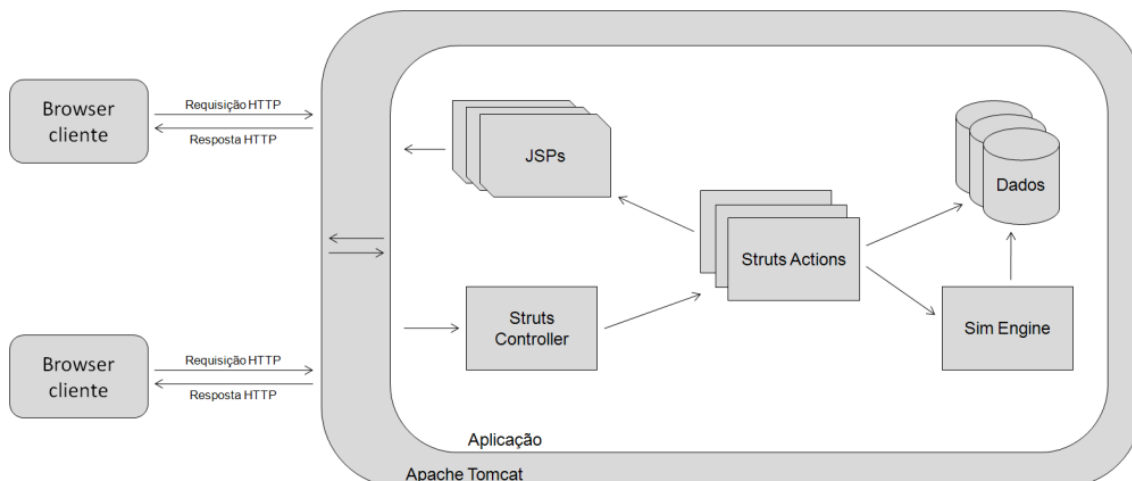 Browser
cliente
Requisição HTTP
Resposta HTTP
JSPs
Dados
Struts Actions
Struts
Controller
Sim Engine
Browser
cliente
Requisição HTTP
Resposta HTTP
Aplicação
Apache Tomcat